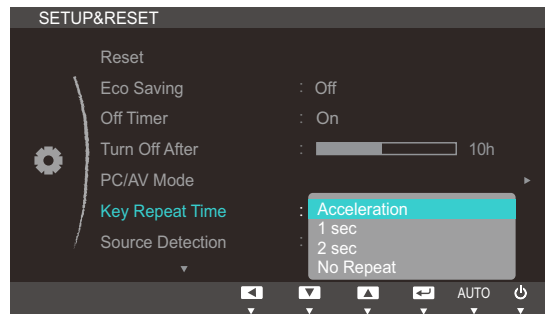 SETUP&RESET
Reset
Eco Saving : Off
Off Timer : On
Turn Off After : 10h
PC/AV Mode
Key Repeat Time : Acceleration
1 sec
Source Detection : 2 sec
No Repeat
AUTO